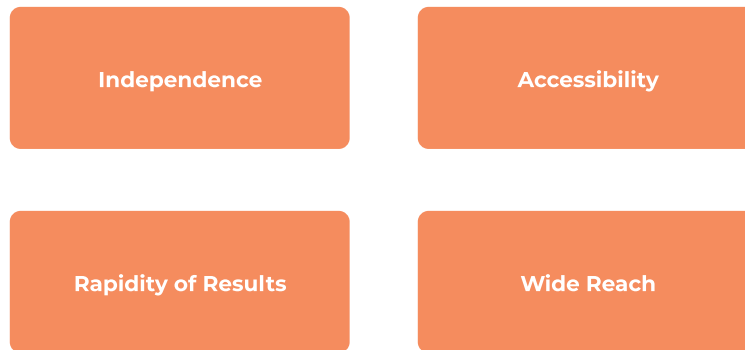 Independence
Accessibility
Rapidity of Results
Wide Reach